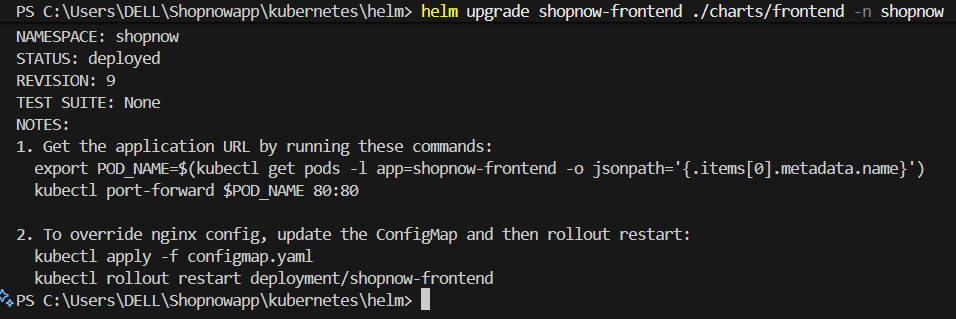 PS C:\Users\DELL\Shopnowapp\kubernetes\helm> helm upgrade shopnow-frontend ./charts/frontend -n shopnow
NAMESPACE: shopnow
STATUS: deployed
REVISION: 9
TEST SUITE: None
NOTES:
1. Get the application URL by running these commands:
  export POD_NAME=$(kubectl get pods -l app=shopnow-frontend -o jsonpath='{.items[0].metadata.name}')
  kubectl port-forward $POD_NAME 80:80

2. To override nginx config, update the ConfigMap and then rollout restart:
  kubectl apply -f configmap.yaml
  kubectl rollout restart deployment/shopnow-frontend
PS C:\Users\DELL\Shopnowapp\kubernetes\helm>